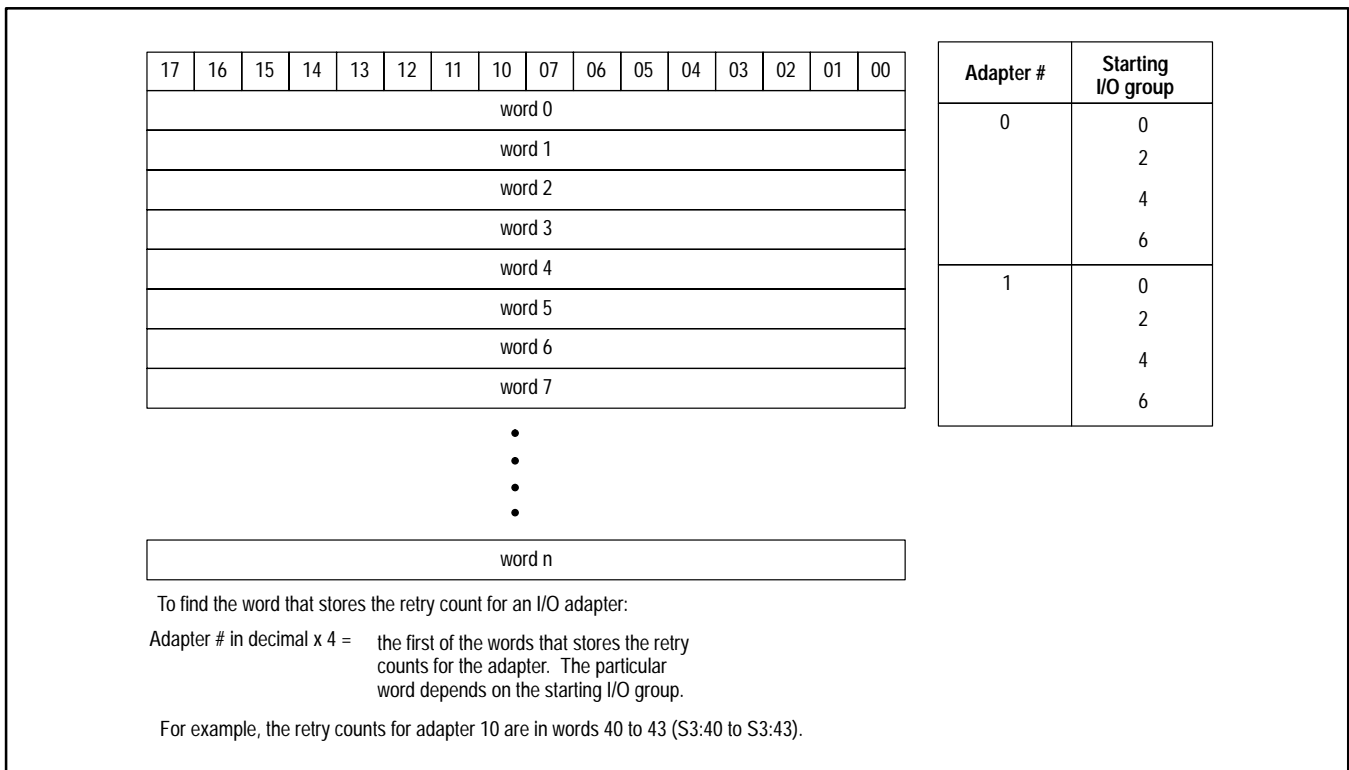 17 16 15 14 13 12 11 10 07 06 05 04 03 02 01 00
word 0
word 1
word 2
word 3
word 4
word 5
word 6
word 7
word n
Adapter # Starting I/O group
0 0
2
4
6
1 0
2
4
6
To find the word that stores the retry count for an I/O adapter:
Adapter # in decimal x 4 = the first of the words that stores the retry
counts for the adapter. The particular
word depends on the starting I/O group.
For example, the retry counts for adapter 10 are in words 40 to 43 (S3:40 to S3:43).